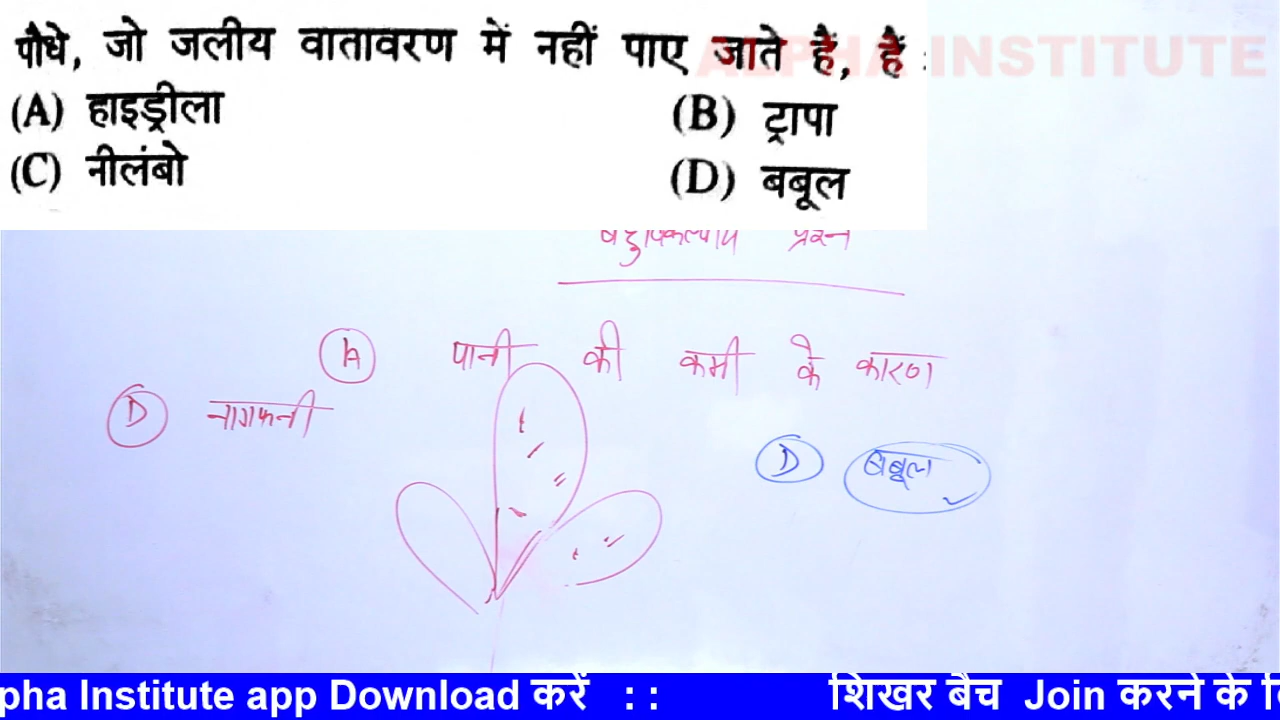 ALPHA INSTITUTE
पौधे, जो जलीय वातावरण में नहीं पाए जाते हैं, हैं :
(A) हाइड्रीला (B) ट्रापा
(C) नीलंबो (D) बबूल
बहुविकल्पीय प्रश्न
(A) पानी की कमी के कारण
(D) नागफनी
(D) बबूल
pha Institute app Download करें : : शिखर बैच Join करने के